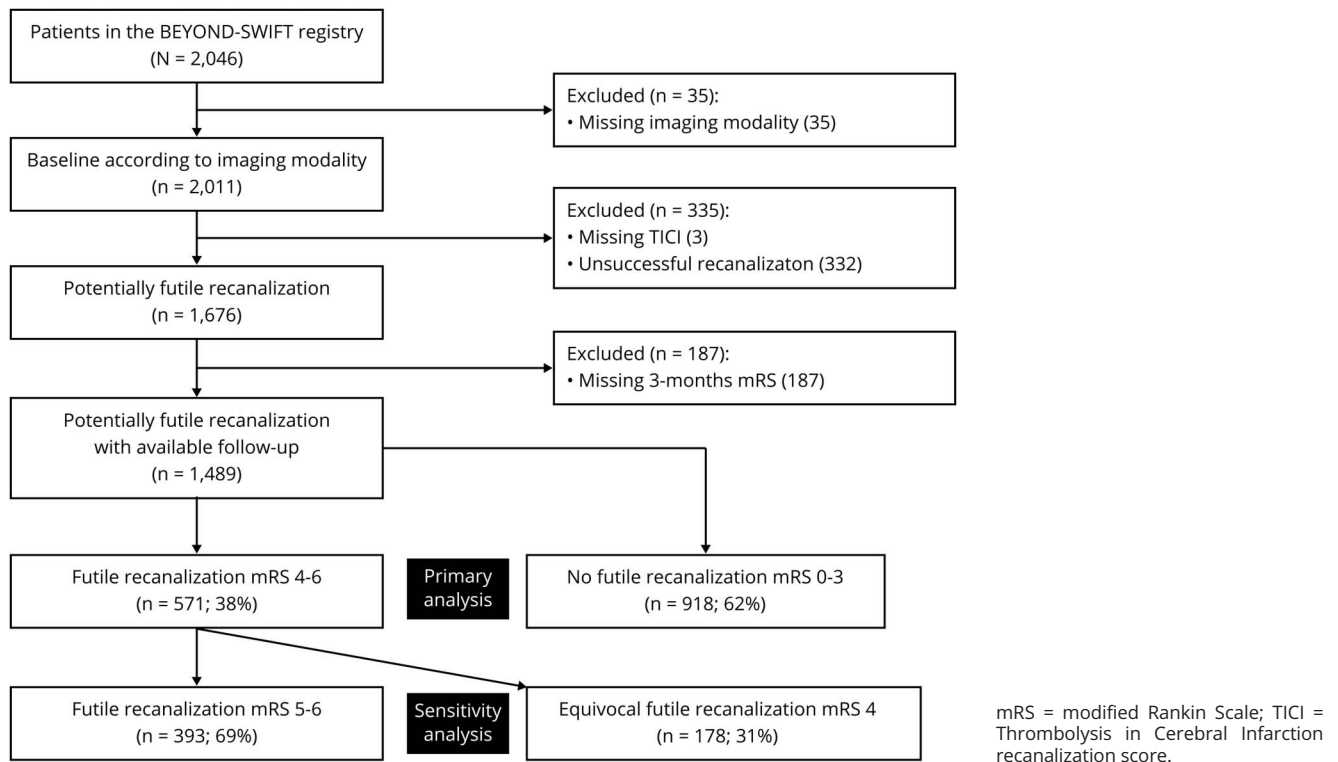 Patients in the BEYOND-SWIFT registry
(N = 2,046)
Excluded (n = 35):
• Missing imaging modality (35)
Baseline according to imaging modality
(n = 2,011)
Excluded (n = 335):
• Missing TICI (3)
• Unsuccessful recanalizaton (332)
Potentially futile recanalization
(n = 1,676)
Excluded (n = 187):
• Missing 3-months mRS (187)
Potentially futile recanalization
with available follow-up
(n = 1,489)
Futile recanalization mRS 4-6
(n = 571; 38%)
Primary
analysis
No futile recanalization mRS 0-3
(n = 918; 62%)
Futile recanalization mRS 5-6
(n = 393; 69%)
Sensitivity
analysis
Equivocal futile recanalization mRS 4
(n = 178; 31%)
mRS = modified Rankin Scale; TICI =
Thrombolysis in Cerebral Infarction
recanalization score.